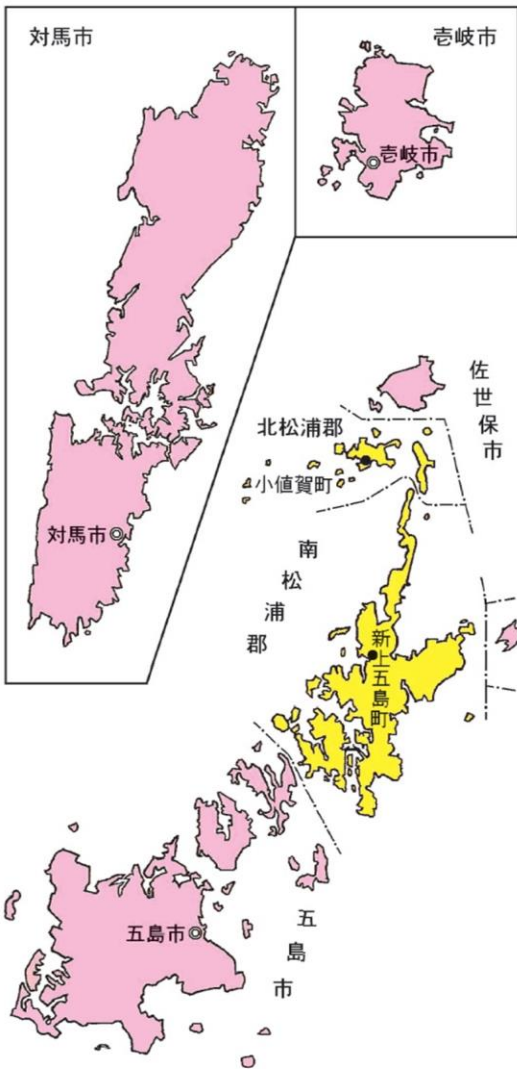 対馬市
壱岐市
壱岐市
佐世保市
北松浦郡
小値賀町
対馬市
南松浦郡
新上五島町
五島市
五島市